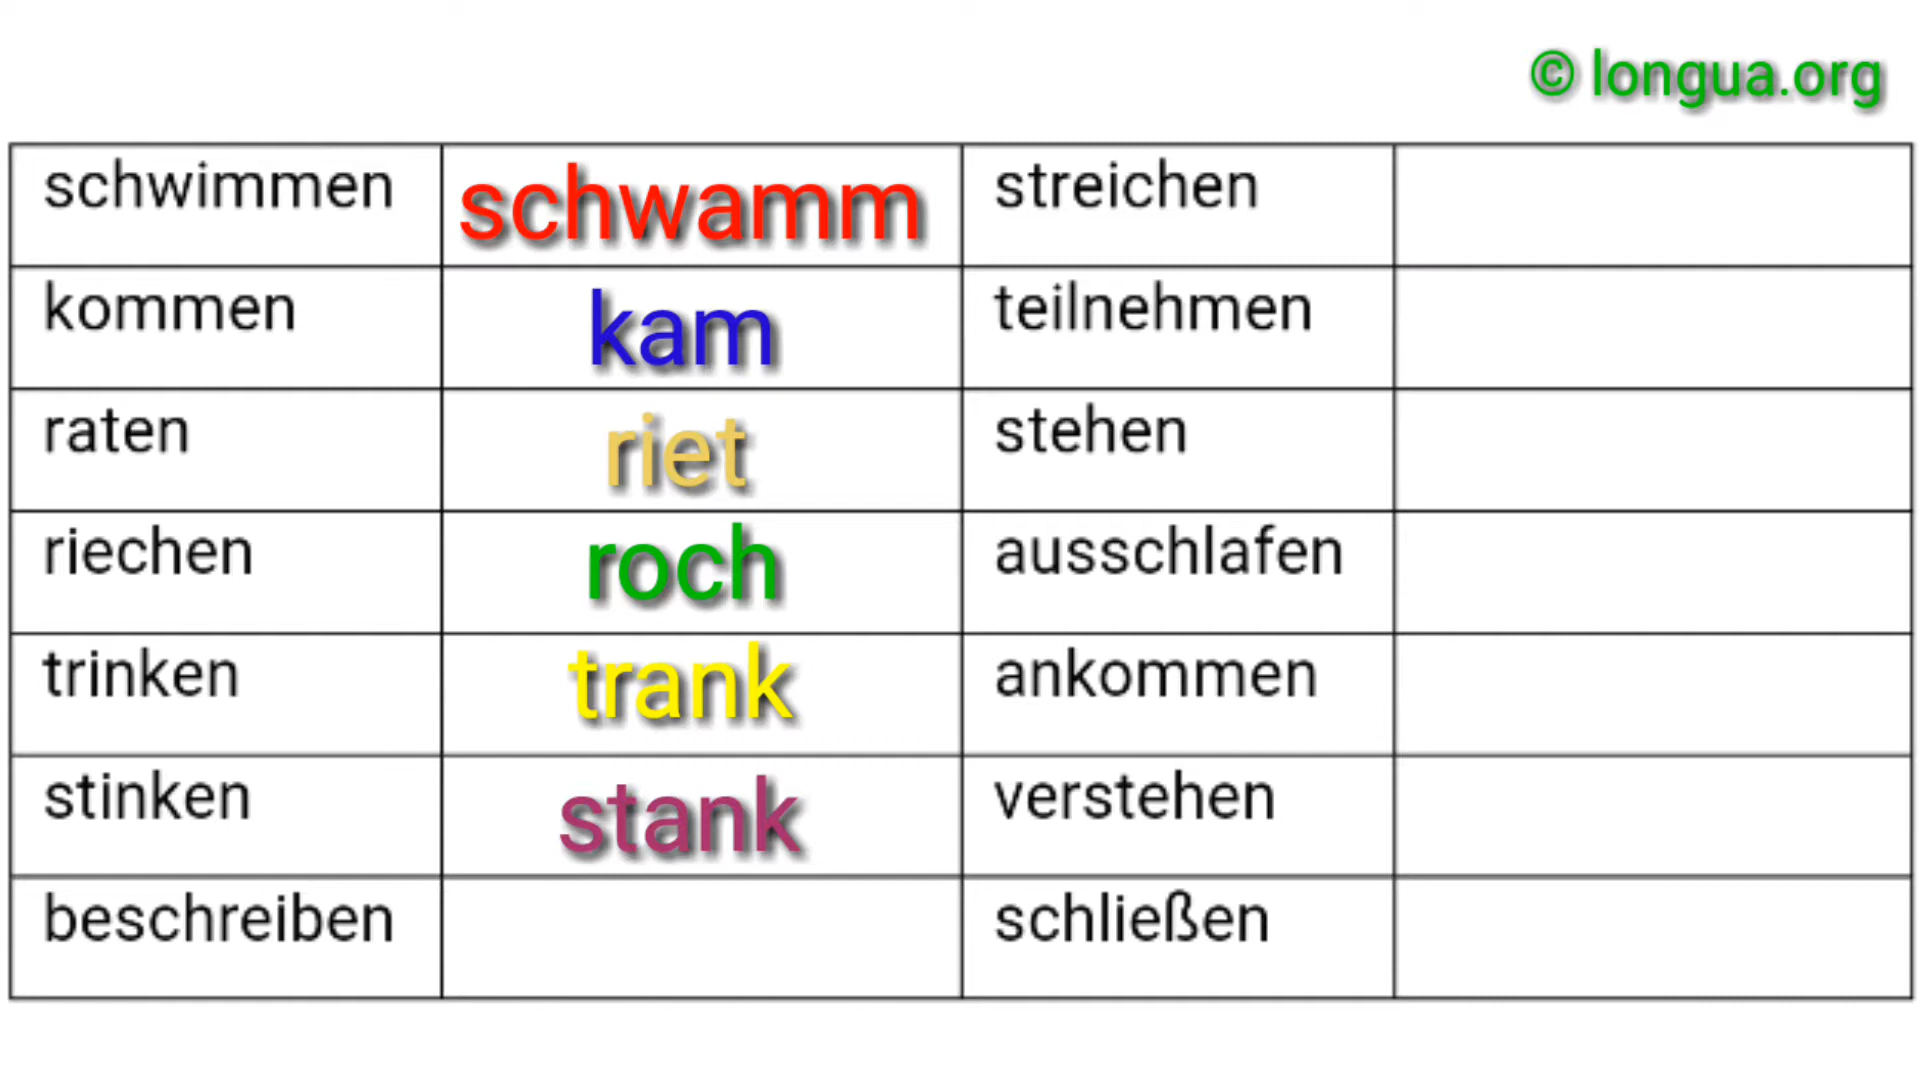 © longua.org
schwimmen schwamm streichen
kommen kam teilnehmen
raten riet stehen
riechen roch ausschlafen
trinken trank ankommen
stinken stank verstehen
beschreiben schließen